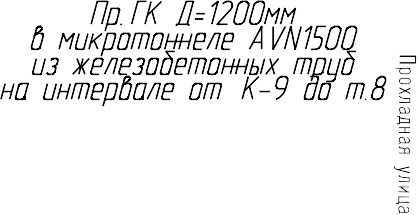 Пр. ГК Д=1200мм
в микротоннеле AVN1500
из железобетонных труб
на интервале от К-9 до т.8
Прохладная улица